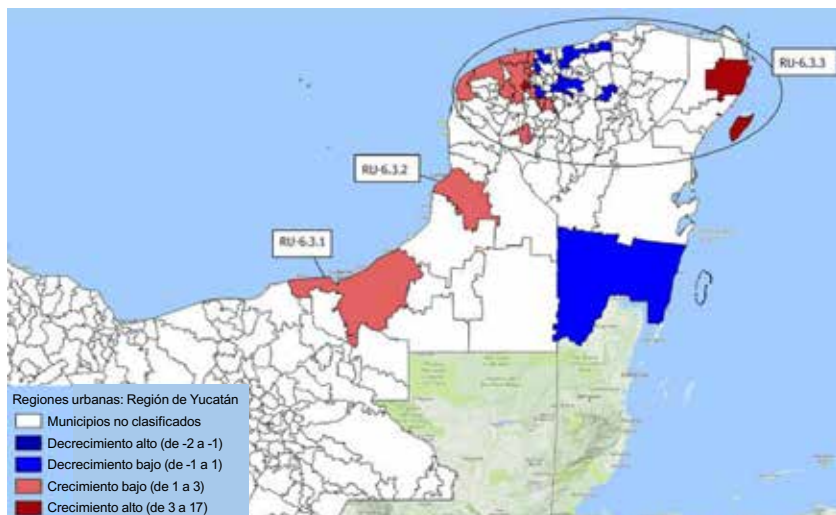 RU-6.3.3
RU-6.3.2
RU-6.3.1
Regiones urbanas: Región de Yucatán
Municipios no clasificados
Decrecimiento alto (de -2 a -1)
Decrecimiento bajo (de -1 a 1)
Crecimiento bajo (de 1 a 3)
Crecimiento alto (de 3 a 17)